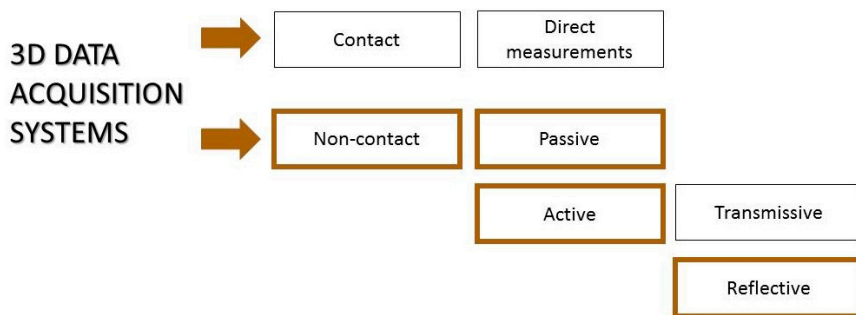 3D DATA
ACQUISITION
SYSTEMS
Contact
Direct
measurements
Non-contact
Passive
Active
Transmissive
Reflective